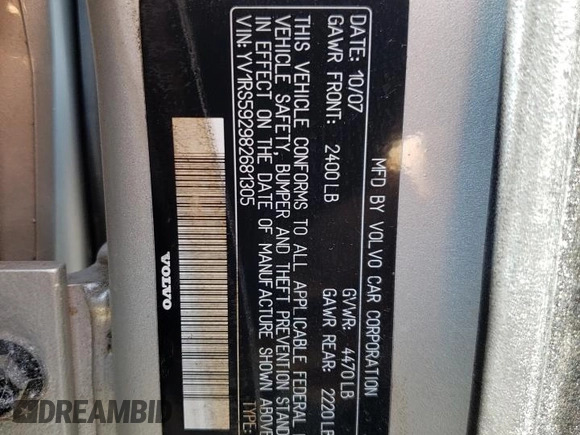 MFD BY VOLVO CAR CORPORATION
DATE: 10/07 GVWR: 4470 LB
GAWR FRONT: 2400 LB GAWR REAR: 2220 LB
THIS VEHICLE CONFORMS TO ALL APPLICABLE FEDERAL
VEHICLE SAFETY, BUMPER AND THEFT PREVENTION STAND
IN EFFECT ON THE DATE OF MANUFACTURE SHOWN ABOVE
VIN: YV1RS592982681305 TYPE:
VOLVO
DREAMBID